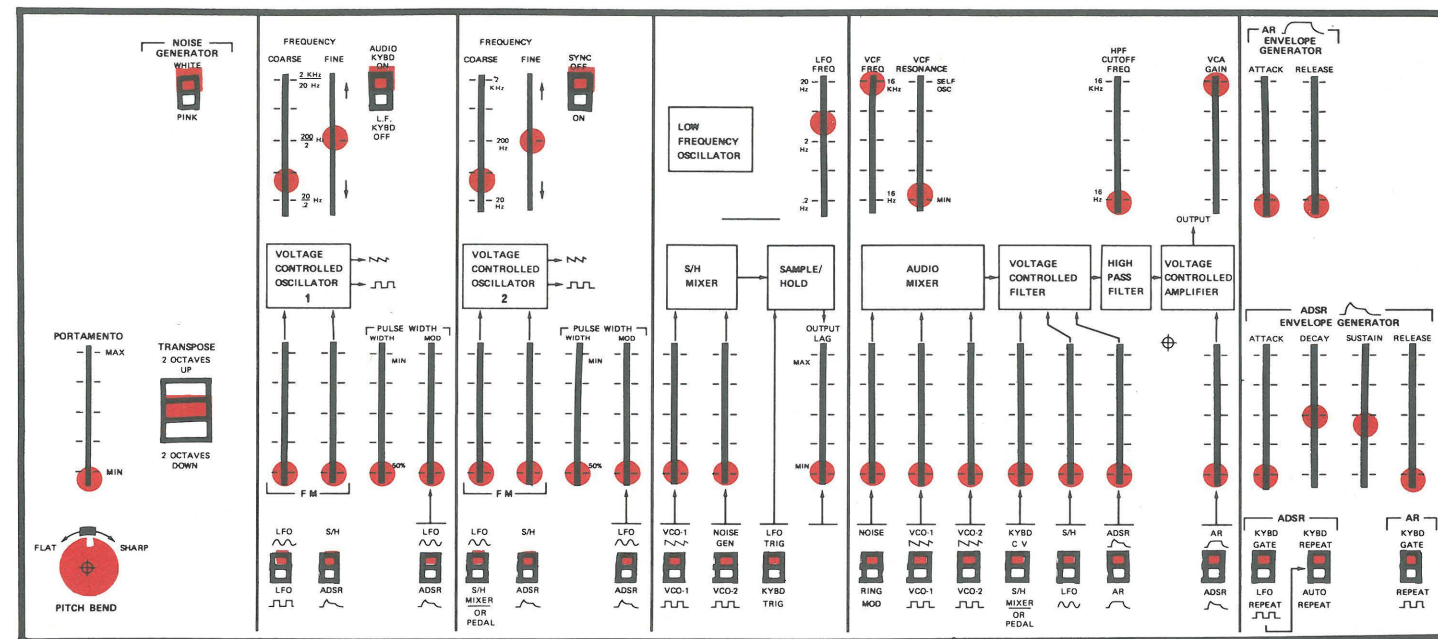 NOISE
GENERATOR
WHITE
PINK
PORTAMENTO
MAX
MIN
TRANSPOSE
2 OCTAVES
UP
2 OCTAVES
DOWN
FLAT
SHARP
PITCH BEND
FREQUENCY
COARSE
FINE
2 KHz
20 Hz
200
2
Hz
20
.2
Hz
AUDIO
KYBD
ON
L.F.
KYBD
OFF
VOLTAGE
CONTROLLED
OSCILLATOR
1
PULSE WIDTH
WIDTH
MOD
MIN
50%
FM
LFO
S/H
LFO
LFO
ADSR
ADSR
FREQUENCY
COARSE
FINE
2
KHz
200
Hz
20
Hz
SYNC
OFF
ON
VOLTAGE
CONTROLLED
OSCILLATOR
2
PULSE WIDTH
WIDTH
MOD
MIN
50%
FM
LFO
S/H
LFO
S/H
MIXER
OR
PEDAL
ADSR
ADSR
LOW
FREQUENCY
OSCILLATOR
LFO
FREQ
20
Hz
2
Hz
.2
Hz
S/H
MIXER
SAMPLE/
HOLD
OUTPUT
LAG
MAX
MIN
VCO-1
NOISE
GEN
LFO
TRIG
VCO-1
VCO-2
KYBD
TRIG
VCF
FREQ
16
KHz
16
Hz
VCF
RESONANCE
SELF
OSC
MIN
HPF
CUTOFF
FREQ
16
KHz
16
Hz
VCA
GAIN
OUTPUT
AUDIO
MIXER
VOLTAGE
CONTROLLED
FILTER
HIGH
PASS
FILTER
VOLTAGE
CONTROLLED
AMPLIFIER
NOISE
VCO-1
VCO-2
KYBD
C V
S/H
ADSR
AR
RING
MOD
VCO-1
VCO-2
S/H
MIXER
OR
PEDAL
LFO
AR
ADSR
AR
ENVELOPE
GENERATOR
ATTACK
RELEASE
ADSR
ENVELOPE GENERATOR
ATTACK
DECAY
SUSTAIN
RELEASE
ADSR
KYBD
GATE
KYBD
REPEAT
LFO
REPEAT
AUTO
REPEAT
AR
KYBD
GATE
REPEAT